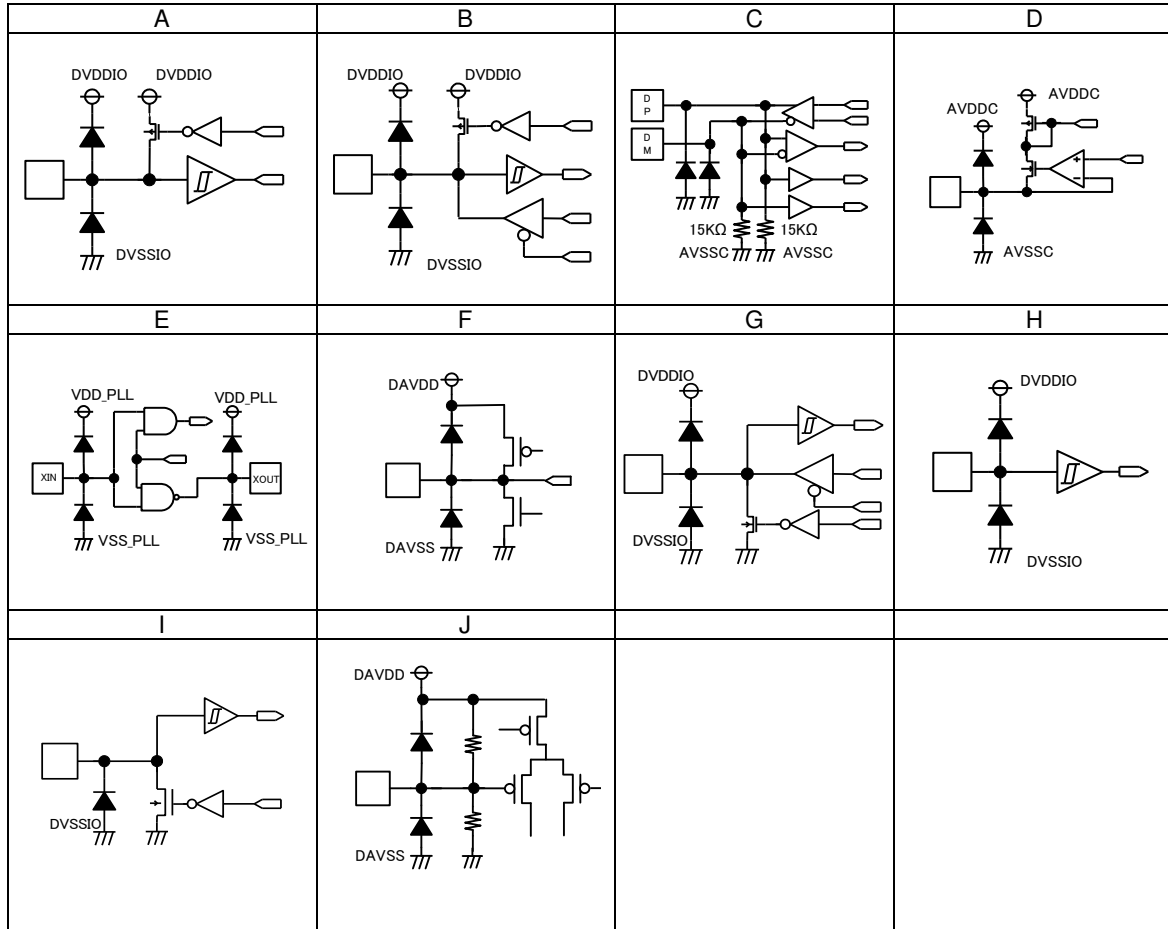 A B C D
DVDDIO DVDDIO
DVSSIO
DVDDIO DVDDIO
DVSSIO
D
P
D
M
15KΩ 15KΩ
AVSSC AVSSC
AVDDC AVDDC
+
-
AVSSC
E F G H
VDD_PLL VDD_PLL
XIN XOUT
VSS_PLL VSS_PLL
DAVDD
DAVSS
DVDDIO
DVSSIO
DVDDIO
DVSSIO
I J
DVSSIO
DAVDD
DAVSS